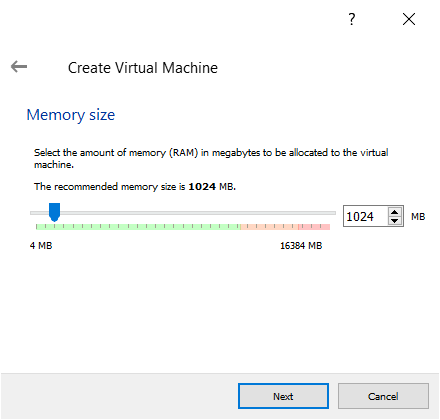 ?
Create Virtual Machine
Memory size
Select the amount of memory (RAM) in megabytes to be allocated to the virtual
machine.
The recommended memory size is 1024 MB.
1024 MB
4 MB 16384 MB
Next Cancel